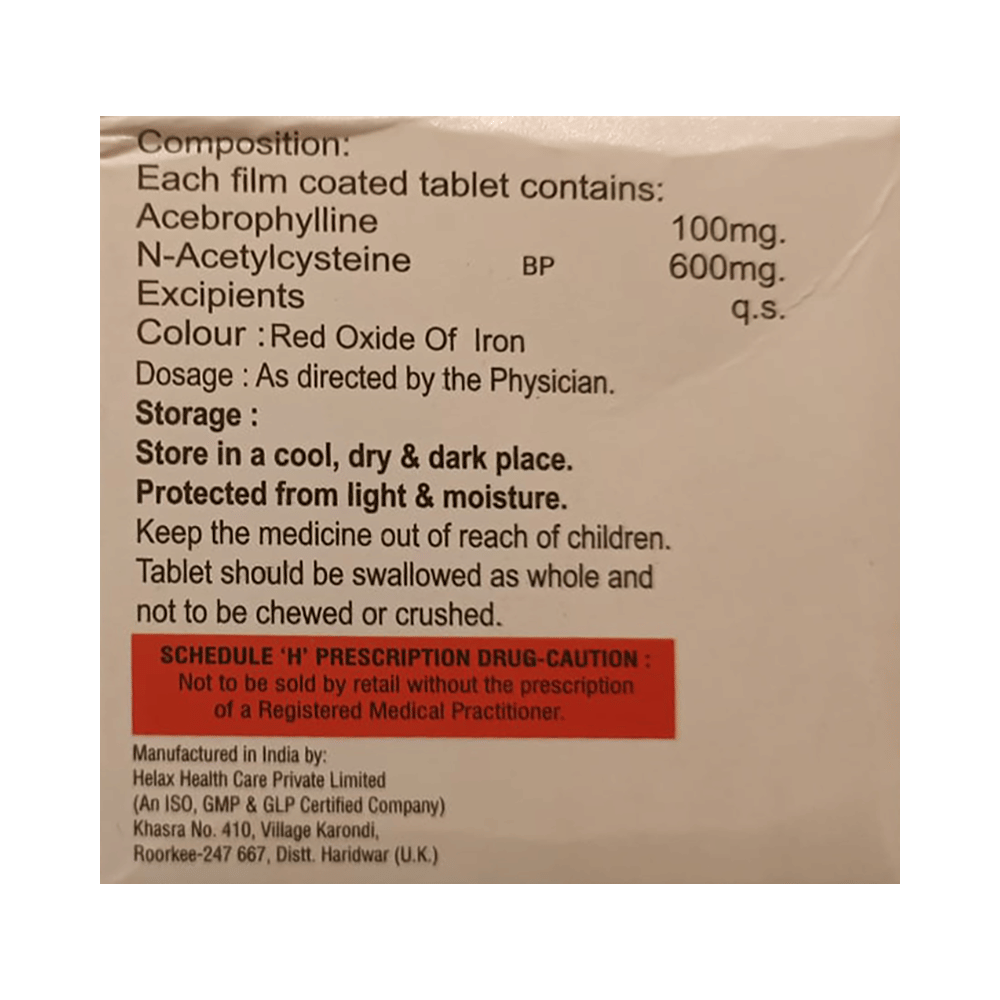 Composition:
Each film coated tablet contains:
Acebrophylline 100mg.
N-Acetylcysteine BP 600mg.
Excipients q.s.
Colour : Red Oxide Of Iron
Dosage : As directed by the Physician.
Storage :
Store in a cool, dry & dark place.
Protected from light & moisture.
Keep the medicine out of reach of children.
Tablet should be swallowed as whole and
not to be chewed or crushed.
SCHEDULE 'H' PRESCRIPTION DRUG-CAUTION :
Not to be sold by retail without the prescription
of a Registered Medical Practitioner.
Manufactured in India by:
Helax Health Care Private Limited
(An ISO, GMP & GLP Certified Company)
Khasra No. 410, Village Karondi,
Roorkee-247 667, Distt. Haridwar (U.K.)